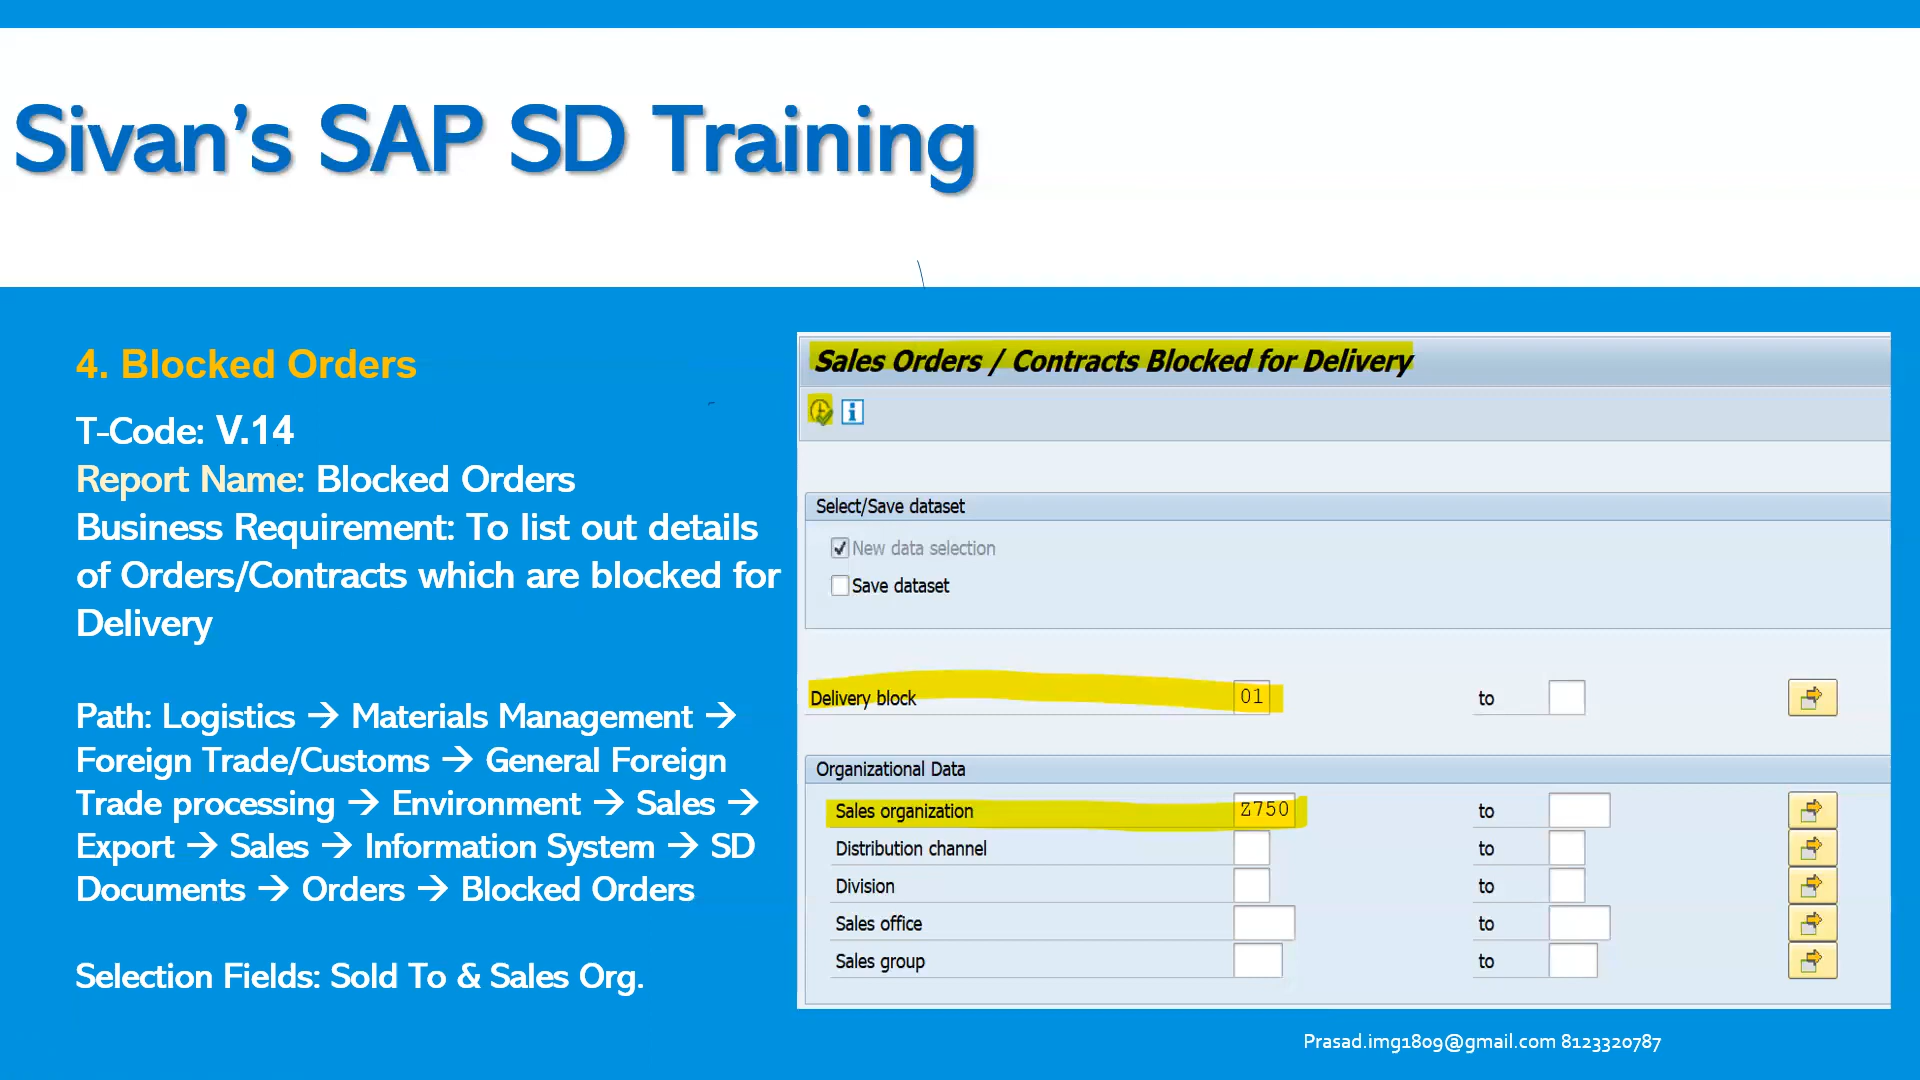 Sivan's SAP SD Training
4. Blocked Orders
T-Code: V.14
Report Name: Blocked Orders
Business Requirement: To list out details
of Orders/Contracts which are blocked for
Delivery
Path: Logistics → Materials Management →
Foreign Trade/Customs → General Foreign
Trade processing → Environment → Sales →
Export → Sales → Information System → SD
Documents → Orders → Blocked Orders
Selection Fields: Sold To & Sales Org.
Sales Orders / Contracts Blocked for Delivery
Select/Save dataset
New data selection
Save dataset
Delivery block 01 to
Organizational Data
Sales organization Z750 to
Distribution channel to
Division to
Sales office to
Sales group to
Prasad.img1809@gmail.com 8123320787